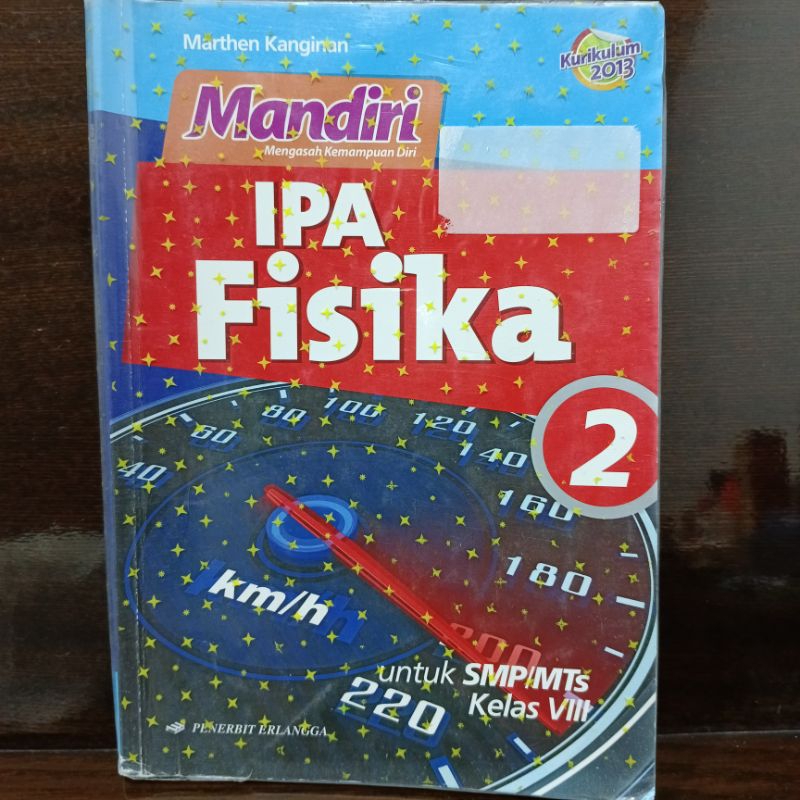 Marthen Kanginan
Kurikulum
2013
Mandiri
Mengasah Kemampuan Diri
IPA
Fisika
2
40
60
80
100
120
140
160
180
200
220
km/h
untuk SMP/MTs
Kelas VIII
PENERBIT ERLANGGA